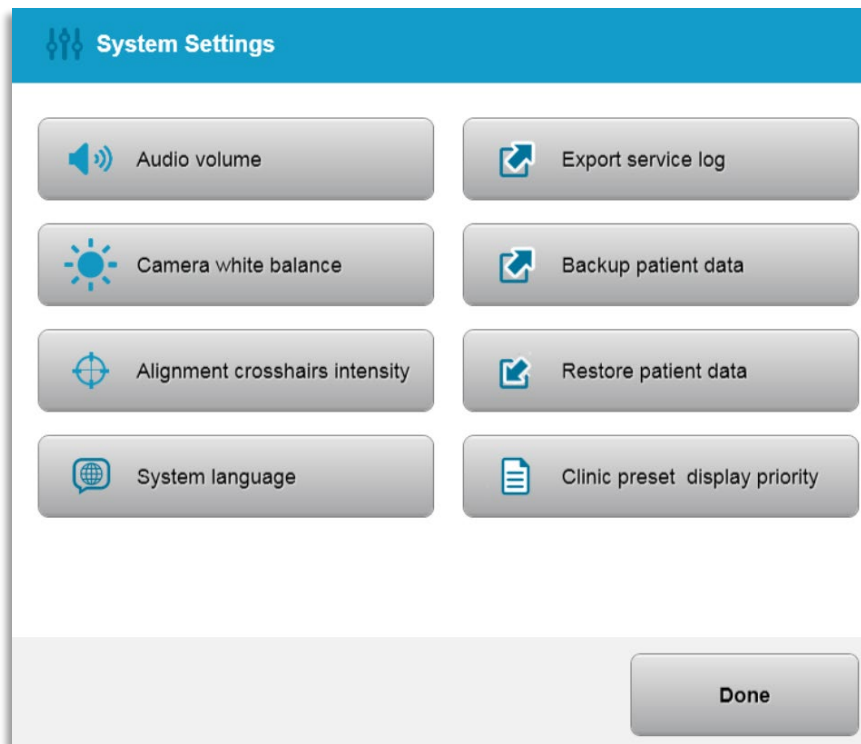 System Settings
Audio volume
Export service log
Camera white balance
Backup patient data
Alignment crosshairs intensity
Restore patient data
System language
Clinic preset display priority
Done